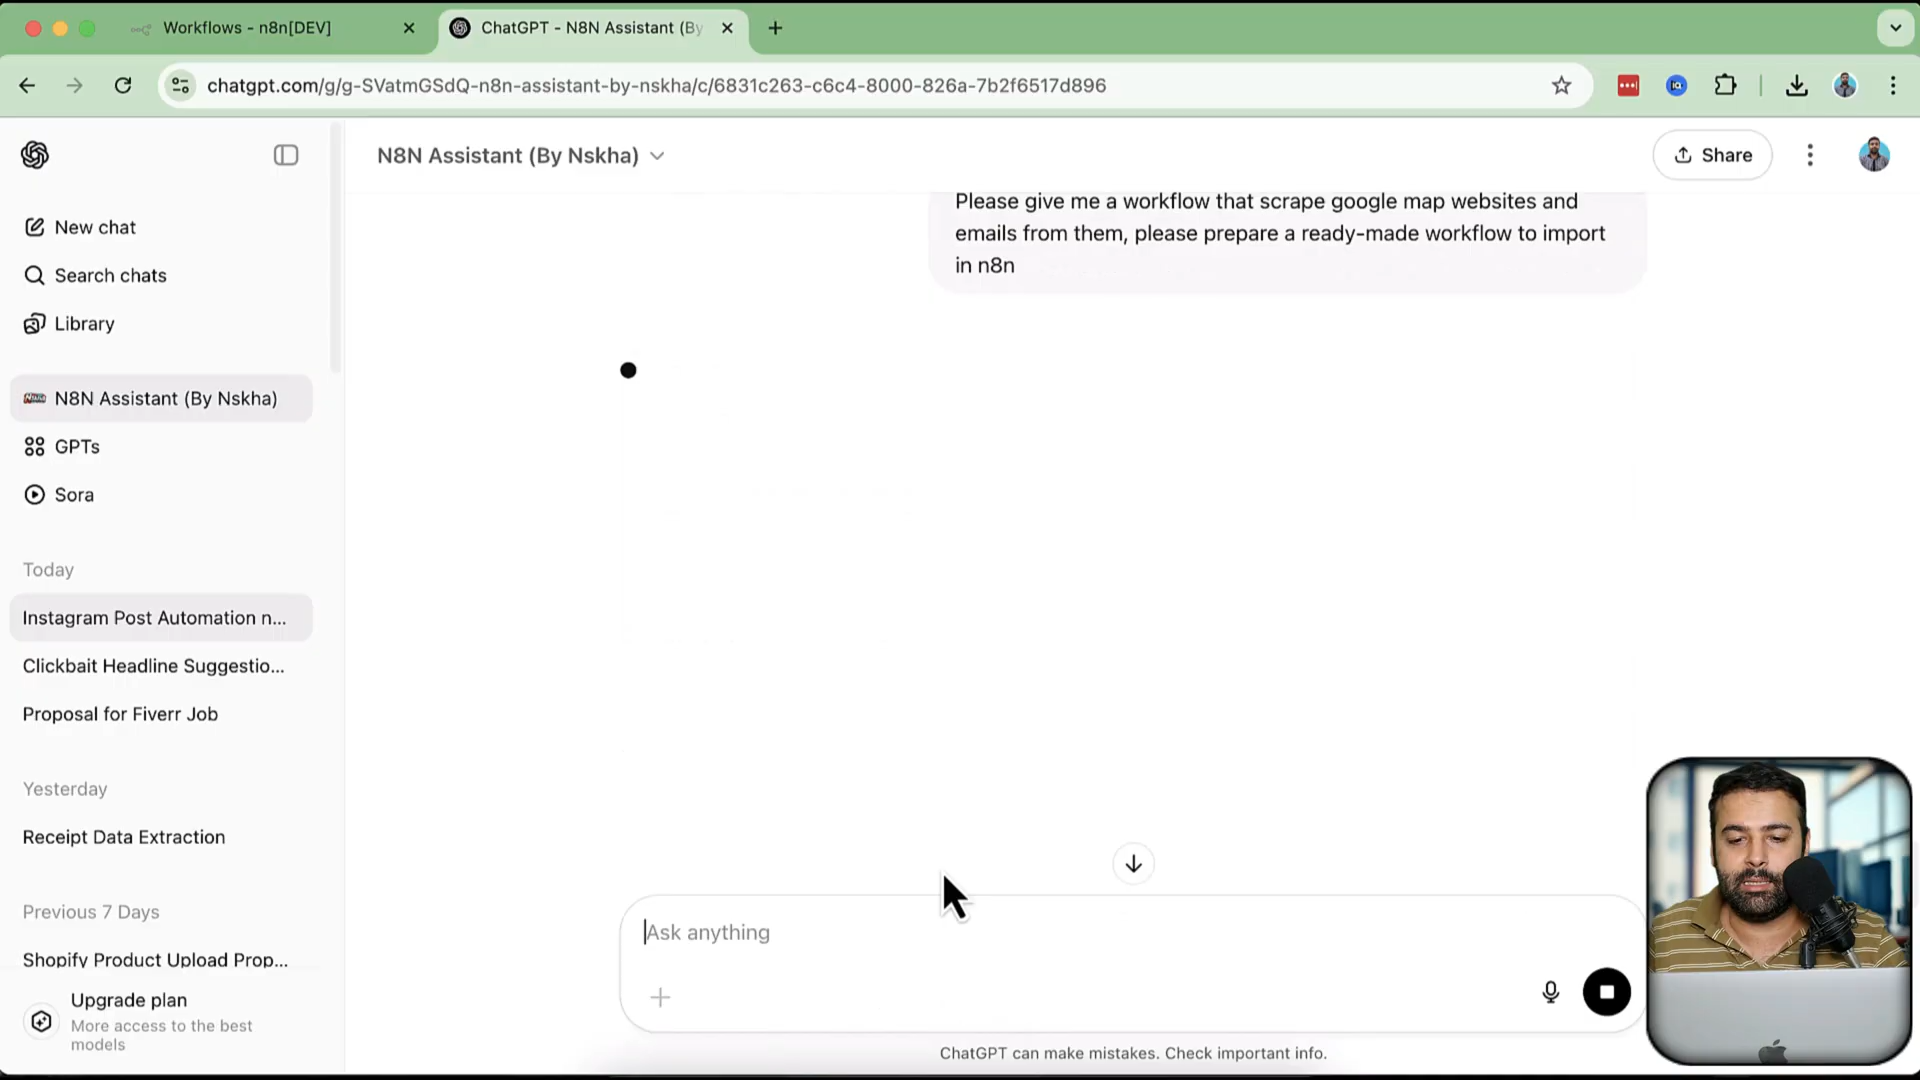 Workflows - n8n[DEV]
ChatGPT - N8N Assistant (By
chatgpt.com/g/g-SVatmGSdQ-n8n-assistant-by-nskha/c/6831c263-c6c4-8000-826a-7b2f6517d896
N8N Assistant (By Nskha)
Share
New chat
Search chats
Library
N8N Assistant (By Nskha)
GPTs
Sora
Today
Instagram Post Automation n...
Clickbait Headline Suggestio...
Proposal for Fiverr Job
Yesterday
Receipt Data Extraction
Previous 7 Days
Shopify Product Upload Prop...
Upgrade plan
More access to the best
models
Please give me a workflow that scrape google map websites and
emails from them, please prepare a ready-made workflow to import
in n8n
Ask anything
ChatGPT can make mistakes. Check important info.